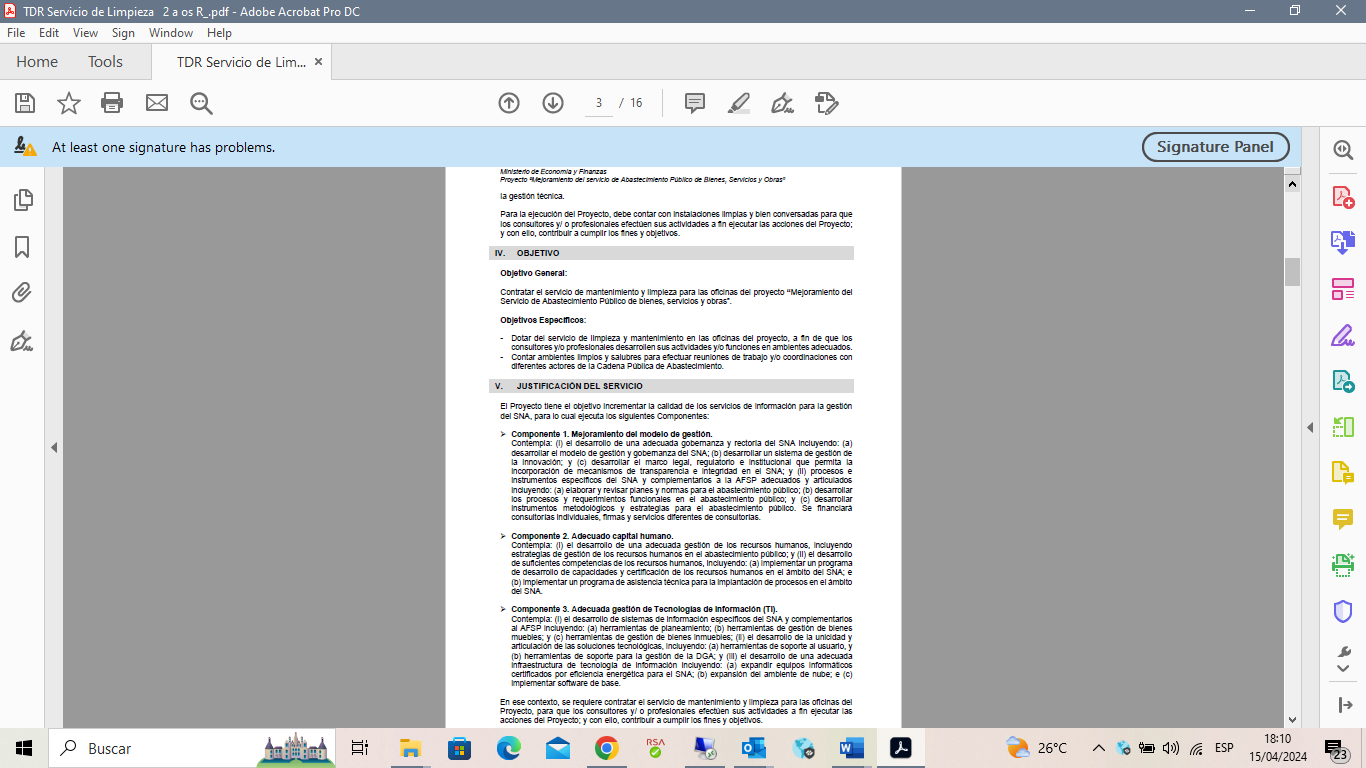 TDR Servicio de Limpieza   2 a os R_.pdf - Adobe Acrobat Pro DC
File Edit View Sign Window Help
Home Tools TDR Servicio de Lim... ×
3 / 16
At least one signature has problems.
Signature Panel
Ministerio de Economía y Finanzas
Proyecto "Mejoramiento del servicio de Abastecimiento Público de Bienes, Servicios y Obras"
la gestión técnica.
Para la ejecución del Proyecto, debe contar con instalaciones limpias y bien conversadas para que
los consultores y/ o profesionales efectúen sus actividades a fin ejecutar las acciones del Proyecto;
y con ello, contribuir a cumplir los fines y objetivos.
IV. OBJETIVO
Objetivo General:
Contratar el servicio de mantenimiento y limpieza para las oficinas del proyecto "Mejoramiento del
Servicio de Abastecimiento Público de bienes, servicios y obras".
Objetivos Específicos:
- Dotar del servicio de limpieza y mantenimiento en las oficinas del proyecto, a fin de que los
consultores y/o profesionales desarrollen sus actividades y/o funciones en ambientes adecuados.
- Contar ambientes limpios y salubres para efectuar reuniones de trabajo y/o coordinaciones con
diferentes actores de la Cadena Pública de Abastecimiento.
V. JUSTIFICACIÓN DEL SERVICIO
El Proyecto tiene el objetivo incrementar la calidad de los servicios de información para la gestión
del SNA, para lo cual ejecuta los siguientes Componentes:
➢ Componente 1. Mejoramiento del modelo de gestión.
Contempla: (i) el desarrollo de una adecuada gobernanza y rectoría del SNA incluyendo: (a)
desarrollar el modelo de gestión y gobernanza del SNA; (b) desarrollar un sistema de gestión de
la innovación; y (c) desarrollar el marco legal, regulatorio e institucional que permita la
incorporación de mecanismos de transparencia e integridad en el SNA; y (ii) procesos e
instrumentos específicos del SNA y complementarios a la AFSP adecuados y articulados
incluyendo: (a) elaborar y revisar planes y normas para el abastecimiento público; (b) desarrollar
los procesos y requerimientos funcionales en el abastecimiento público; y (c) desarrollar
instrumentos metodológicos y estrategias para el abastecimiento público. Se financiará
consultorías individuales, firmas y servicios diferentes de consultorías.
➢ Componente 2. Adecuado capital humano.
Contempla: (i) el desarrollo de una adecuada gestión de los recursos humanos, incluyendo
estrategias de gestión de los recursos humanos en el abastecimiento público; y (ii) el desarrollo
de suficientes competencias de los recursos humanos, incluyendo: (a) implementar un programa
de desarrollo de capacidades y certificación de los recursos humanos en el ámbito del SNA; e
(b) implementar un programa de asistencia técnica para la implantación de procesos en el ámbito
del SNA.
➢ Componente 3. Adecuada gestión de Tecnologías de Información (TI).
Contempla: (i) el desarrollo de sistemas de información específicos del SNA y complementarios
al AFSP incluyendo: (a) herramientas de planeamiento; (b) herramientas de gestión de bienes
muebles; y (c) herramientas de gestión de bienes inmuebles; (ii) el desarrollo de la unicidad y
articulación de las soluciones tecnológicas, incluyendo: (a) herramientas de soporte al usuario, y
(b) herramientas de soporte para la gestión de la DGA; y (iii) el desarrollo de una adecuada
infraestructura de tecnología de información incluyendo: (a) expandir equipos informáticos
certificados por eficiencia energética para el SNA; (b) expansión del ambiente de nube; e (c)
implementar software de base.
En ese contexto, se requiere contratar el servicio de mantenimiento y limpieza para las oficinas del
Proyecto, para que los consultores y/ o profesionales efectúen sus actividades a fin ejecutar las
acciones del Proyecto; y con ello, contribuir a cumplir los fines y objetivos.
Buscar
RSA
26°C
ESP
18:10
15/04/2024
23